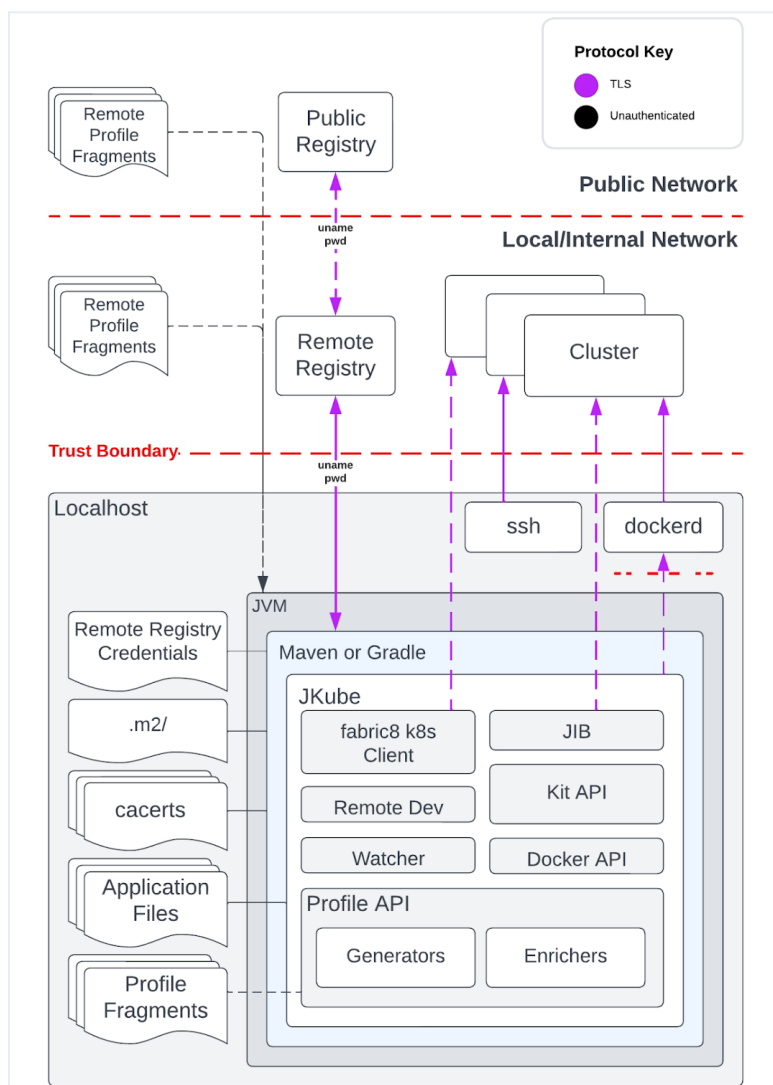 Protocol Key
TLS
Unauthenticated
Remote
Profile
Fragments
Public
Registry
Public Network
uname
pwd
Local/Internal Network
Remote
Profile
Fragments
Remote
Registry
Cluster
Trust Boundary
uname
pwd
Localhost
ssh
dockerd
JVM
Remote Registry
Credentials
Maven or Gradle
JKube
.m2/
fabric8 k8s
Client
JIB
cacerts
Remote Dev
Kit API
Watcher
Docker API
Application
Files
Profile API
Generators
Enrichers
Profile
Fragments